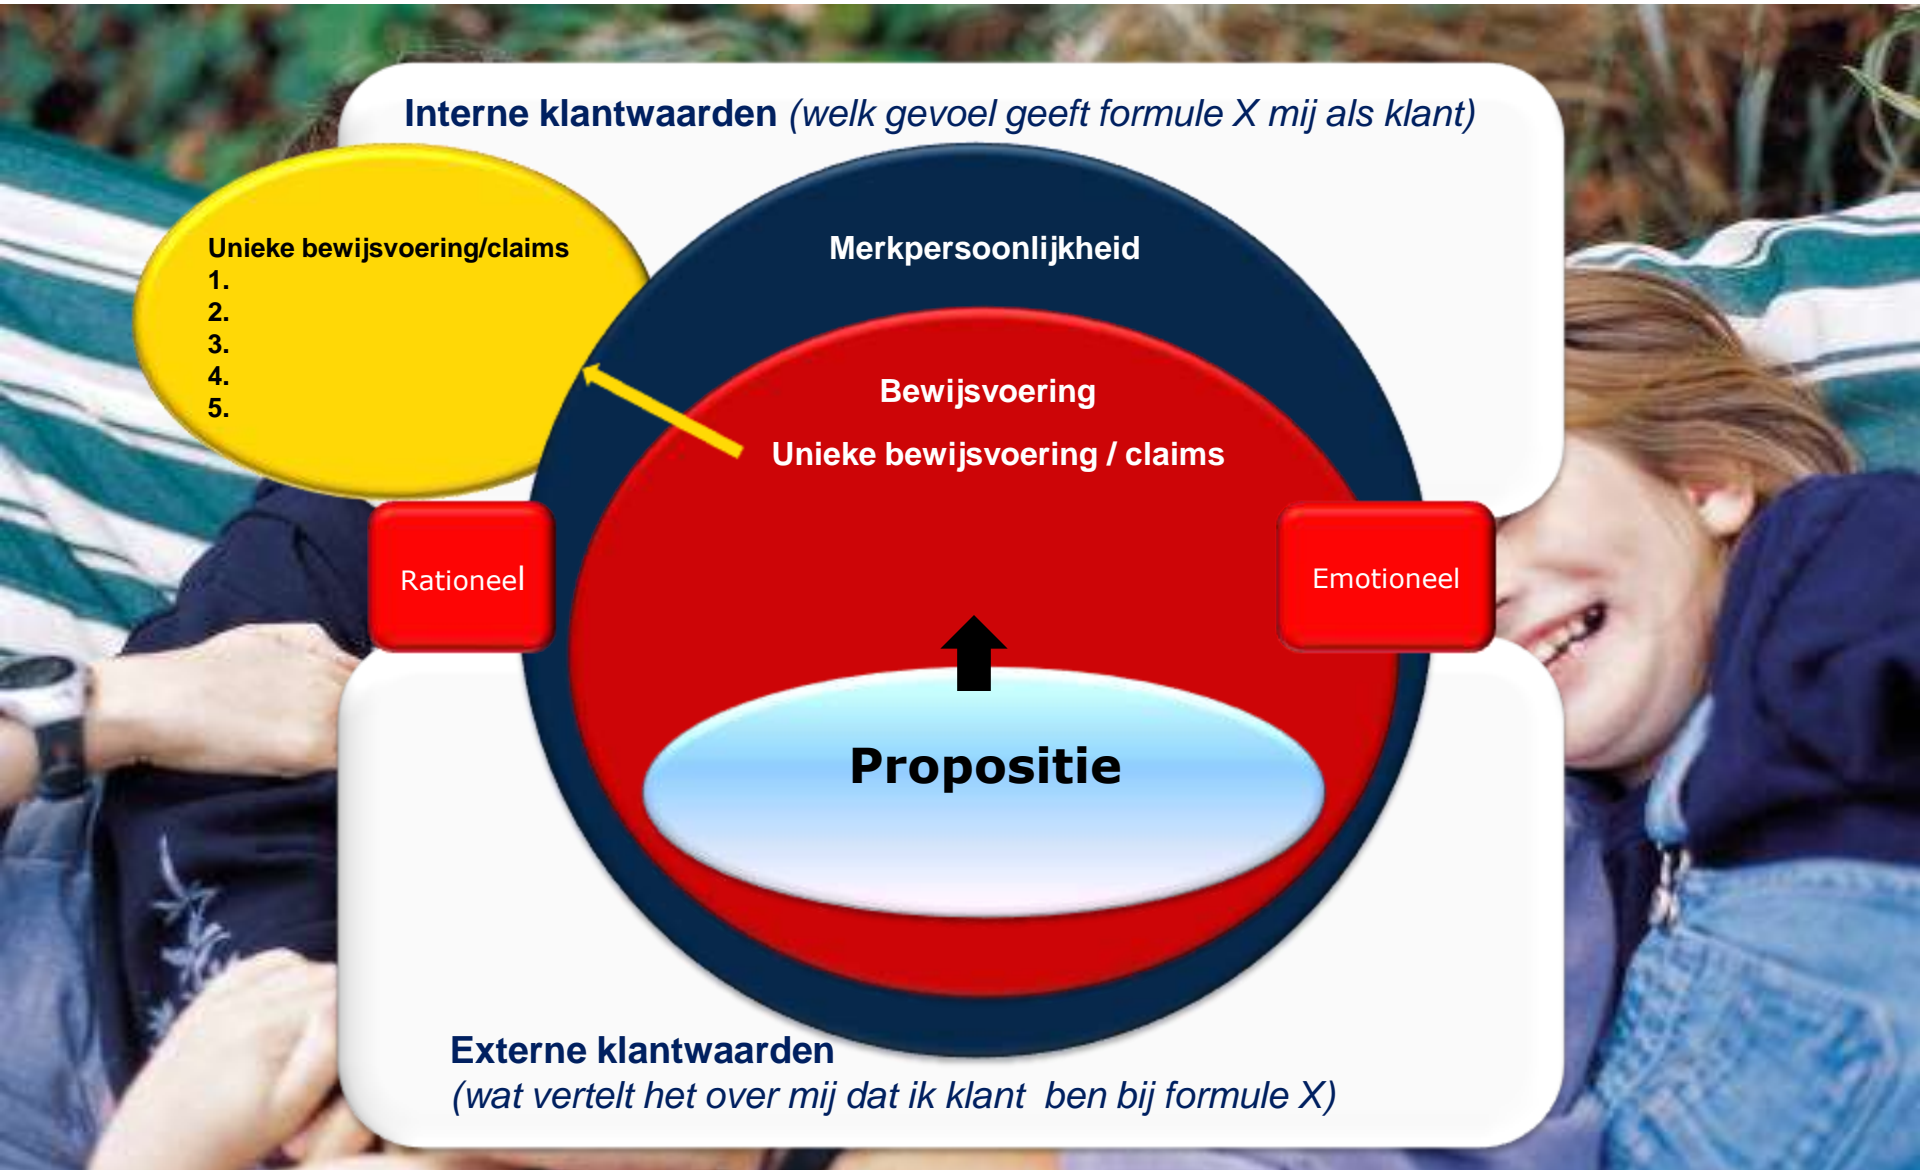 Interne klantwaarden (welk gevoel geeft formule X mij als klant)
Unieke bewijsvoering/claims
1.
2.
3.
4.
5.
Merkpersoonlijkheid
Bewijsvoering
Unieke bewijsvoering / claims
Rationeel
Emotioneel
Propositie
Externe klantwaarden
(wat vertelt het over mij dat ik klant  ben bij formule X)